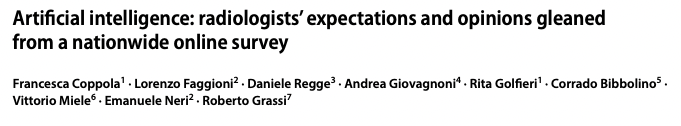 Artificial intelligence: radiologists’ expectations and opinions gleaned
from a nationwide online survey
Francesca Coppola¹ · Lorenzo Faggioni² · Daniele Regge³ · Andrea Giovagnoni⁴ · Rita Golfieri¹ · Corrado Bibbolino⁵ ·
Vittorio Miele⁶ · Emanuele Neri² · Roberto Grassi⁷